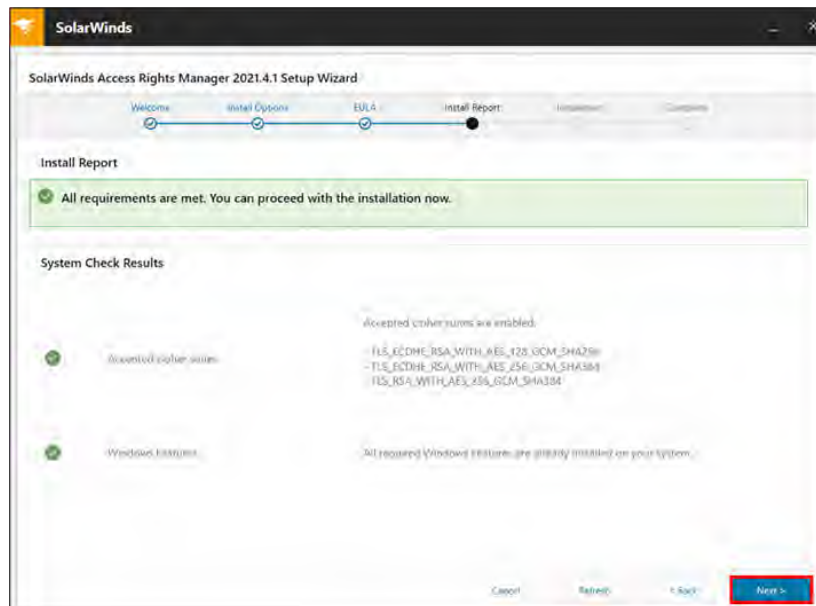 SolarWinds
SolarWinds Access Rights Manager 2021.4.1 Setup Wizard
Welcome
Install Options
EULA
Install Report
Installation
Complete
Install Report
All requirements are met. You can proceed with the installation now.
System Check Results
Accepted cipher suites are enabled.
Accepted cipher suites
- TLS_ECDHE_RSA_WITH_AES_128_GCM_SHA256
- TLS_ECDHE_RSA_WITH_AES_256_GCM_SHA384
- TLS_RSA_WITH_AES_256_GCM_SHA384
Windows Features
All required Windows Features are already installed on your system.
Cancel
Refresh
< Back
Next >